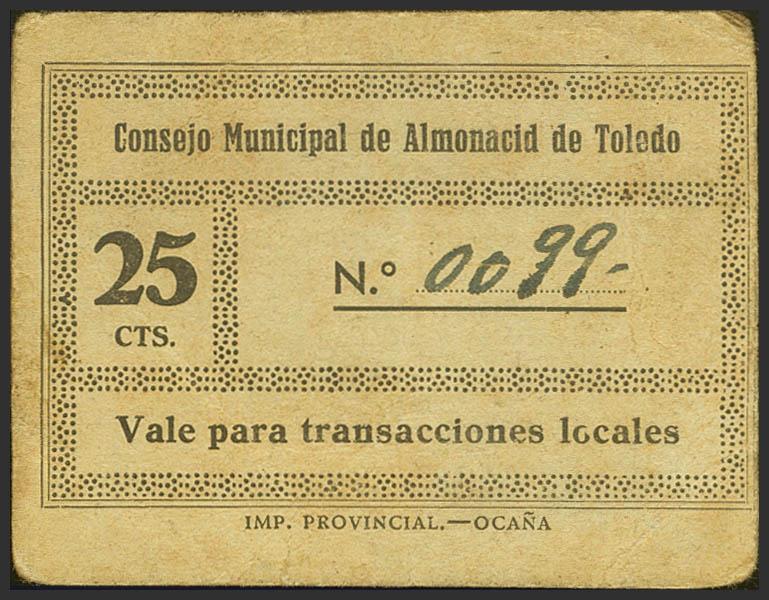 Consejo Municipal de Almonacid de Toledo
25
CTS.
N.º 0099-
Vale para transacciones locales
IMP. PROVINCIAL.—OCAÑA